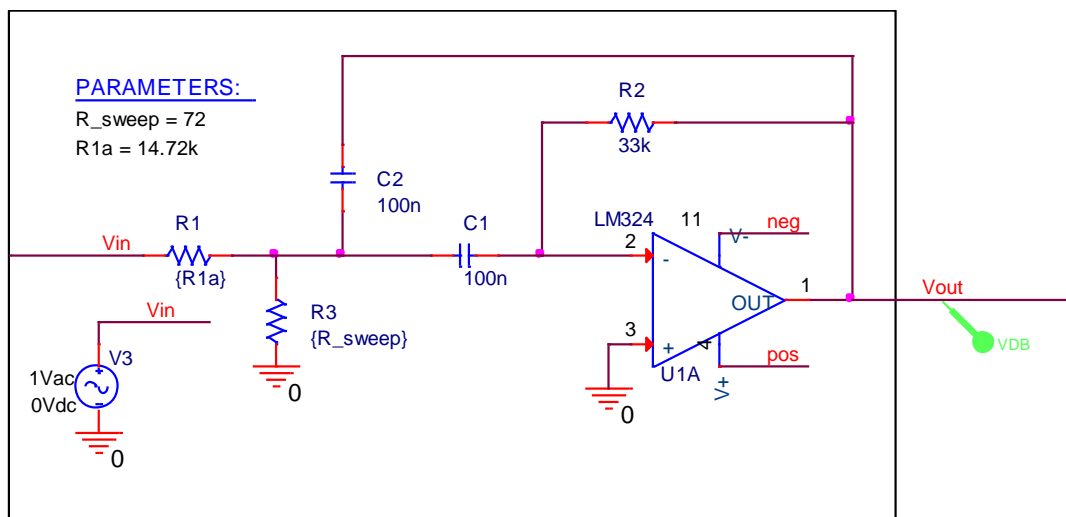 PARAMETERS:
R_sweep = 72
R1a = 14.72k
R2
33k
C2
100n
C1
100n
LM324
11
neg
V-
2
-
R1
Vin
{R1a}
1
Vout
OUT
Vin
R3
{R_sweep}
3
+
4
pos
U1A
V+
VDB
V3
1Vac
0Vdc
0
0
0